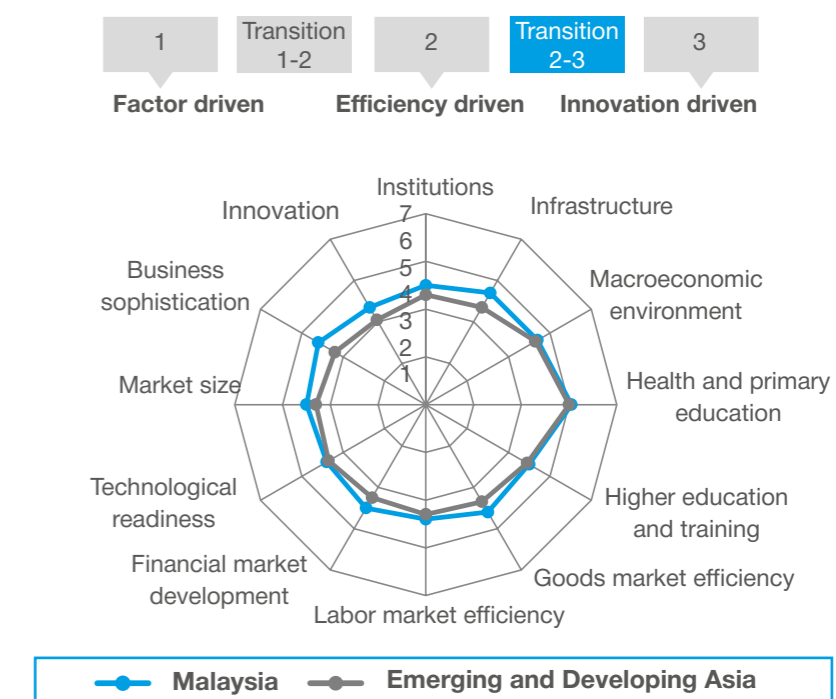 1
Transition
1-2
2
Transition
2-3
3
Factor driven
Efficiency driven
Innovation driven
Institutions
Infrastructure
Macroeconomic
environment
Health and primary
education
Higher education
and training
Goods market efficiency
Labor market efficiency
Financial market
development
Technological
readiness
Market size
Business
sophistication
Innovation
7
6
5
4
3
2
1
Malaysia
Emerging and Developing Asia